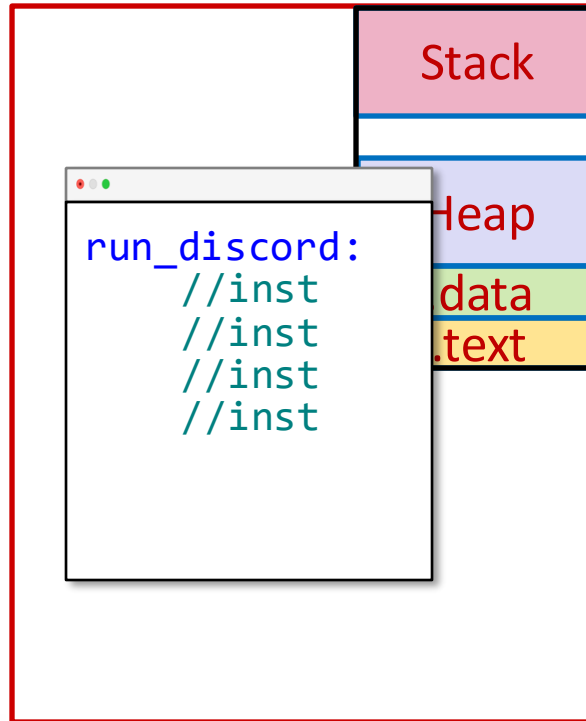 Stack
Heap
.data
.text
run_discord:
//inst
//inst
//inst
//inst